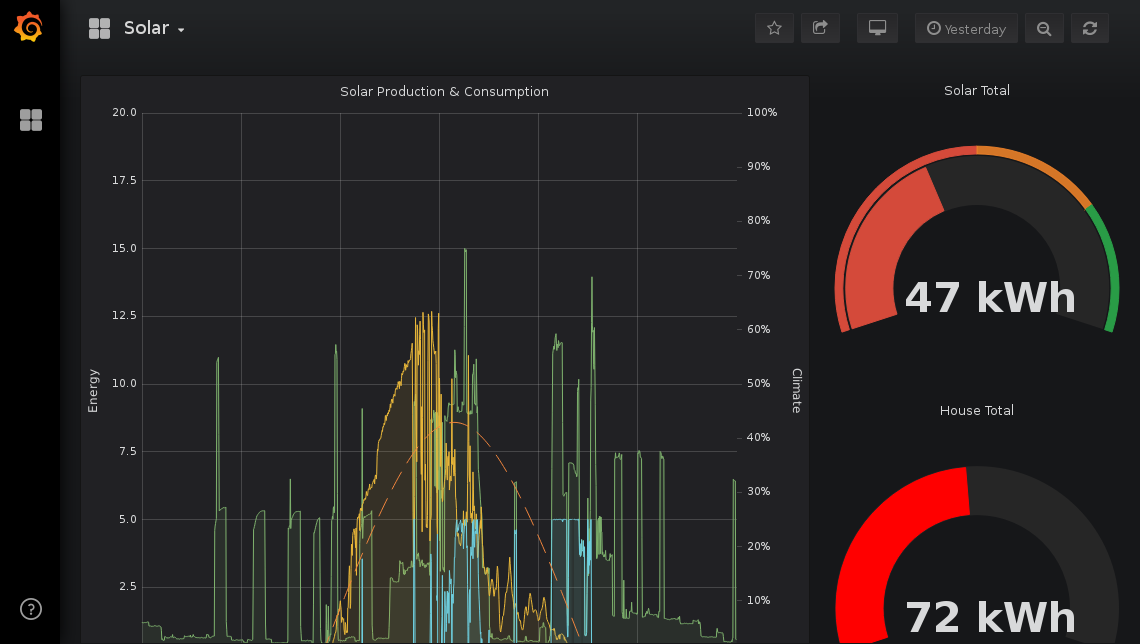 Solar
Yesterday
Solar Production & Consumption
20.0
17.5
15.0
12.5
10.0
7.5
5.0
2.5
Energy
100%
90%
80%
70%
60%
50%
40%
30%
20%
10%
Climate
Solar Total
47 kWh
House Total
72 kWh
?